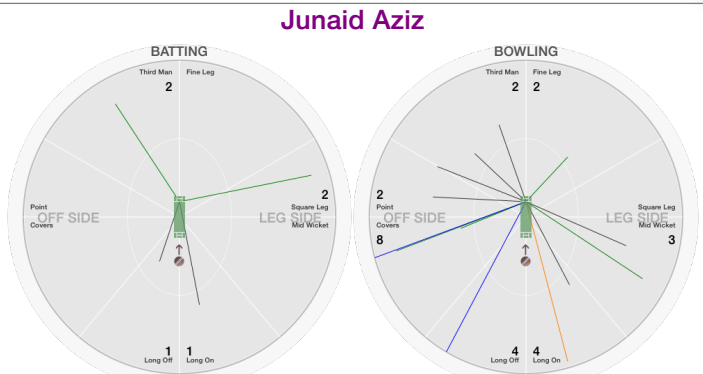 Junaid Aziz
BATTING
Third Man Fine Leg
2
2
Point Square Leg
OFF SIDE LEG SIDE
Covers Mid Wicket
1 1
Long Off Long On
BOWLING
Third Man Fine Leg
2 2
2
Point Square Leg
OFF SIDE LEG SIDE
Covers Mid Wicket
8 3
4 4
Long Off Long On